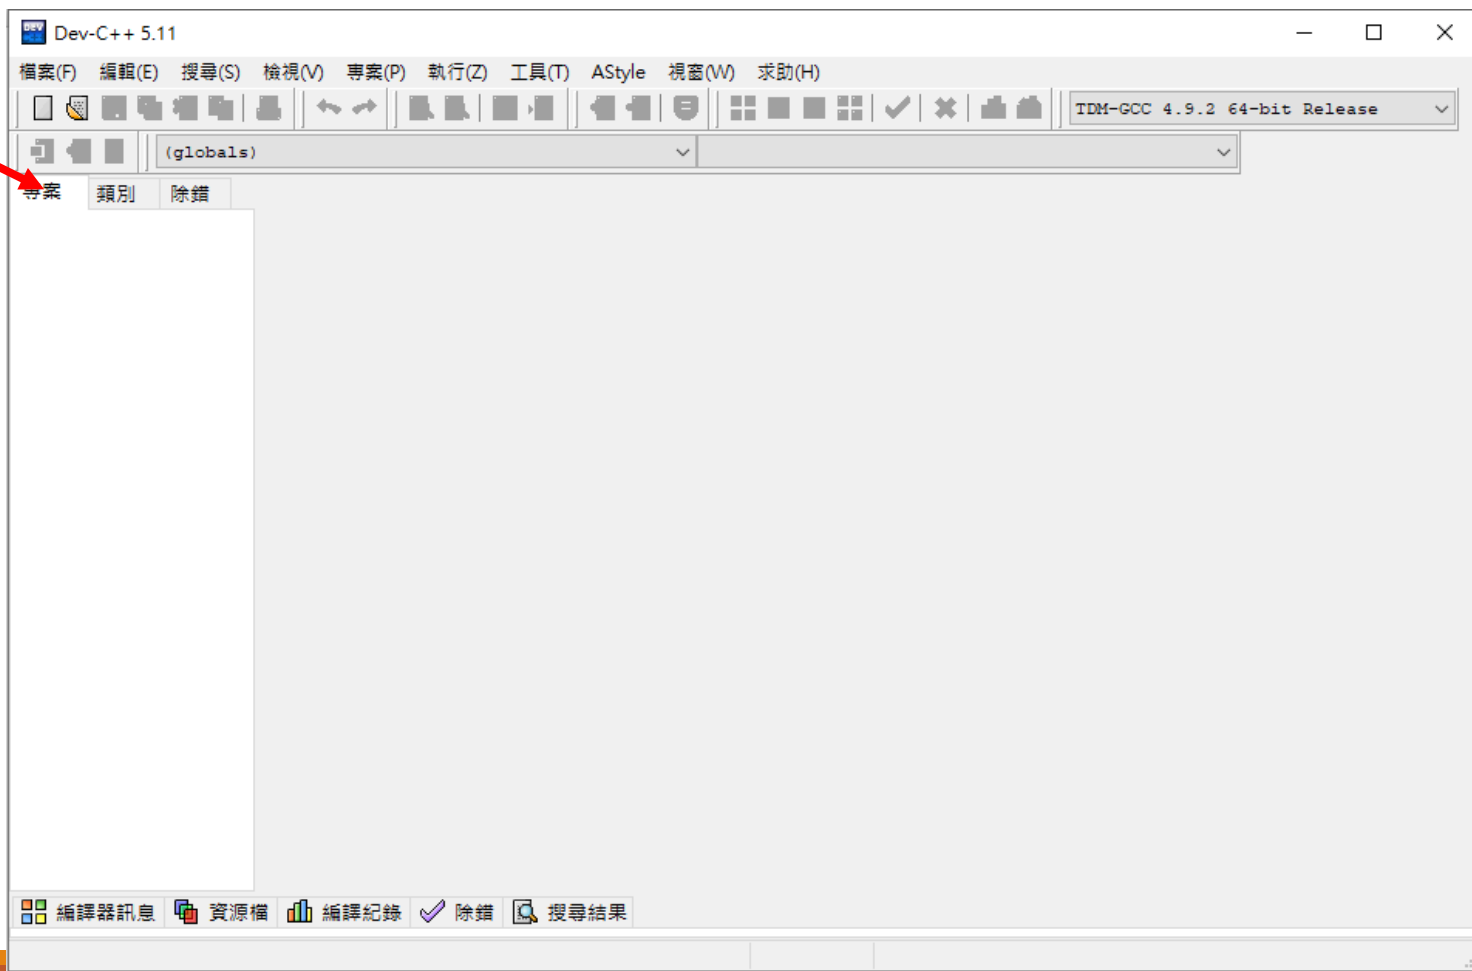 Dev-C++ 5.11
檔案(F) 編輯(E) 搜尋(S) 檢視(V) 專案(P) 執行(Z) 工具(T) AStyle 視窗(W) 求助(H)
TDM-GCC 4.9.2 64-bit Release
(globals)
專案 類別 除錯
編譯器訊息 資源檔 編譯紀錄 除錯 搜尋結果